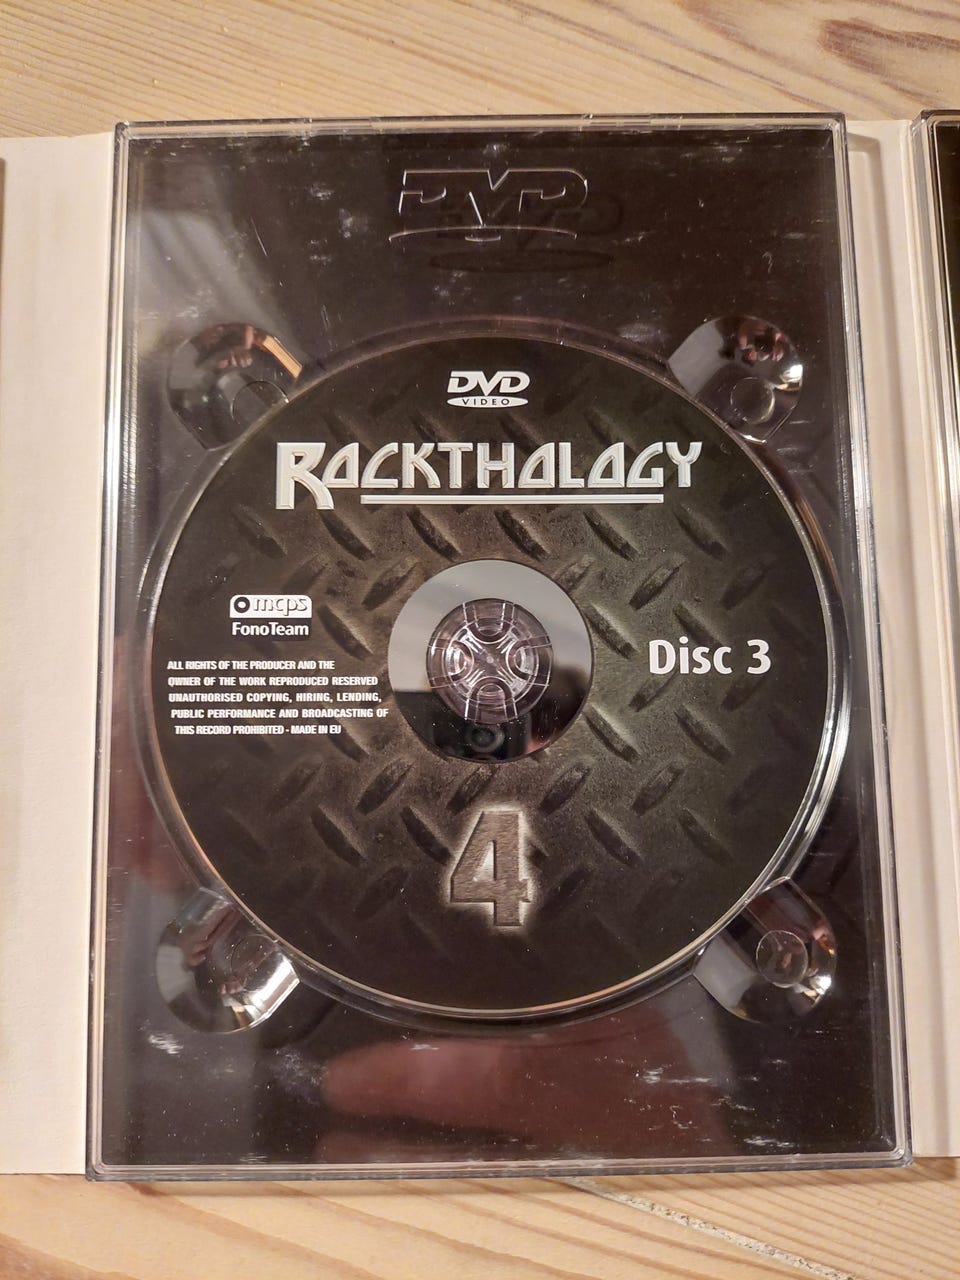 DVD
DVD
VIDEO
ROCKTHOLOGY
mcps
FonoTeam
Disc 3
ALL RIGHTS OF THE PRODUCER AND THE
OWNER OF THE WORK REPRODUCED RESERVED
UNAUTHORISED COPYING, HIRING, LENDING,
PUBLIC PERFORMANCE AND BROADCASTING OF
THIS RECORD PROHIBITED - MADE IN EU
4